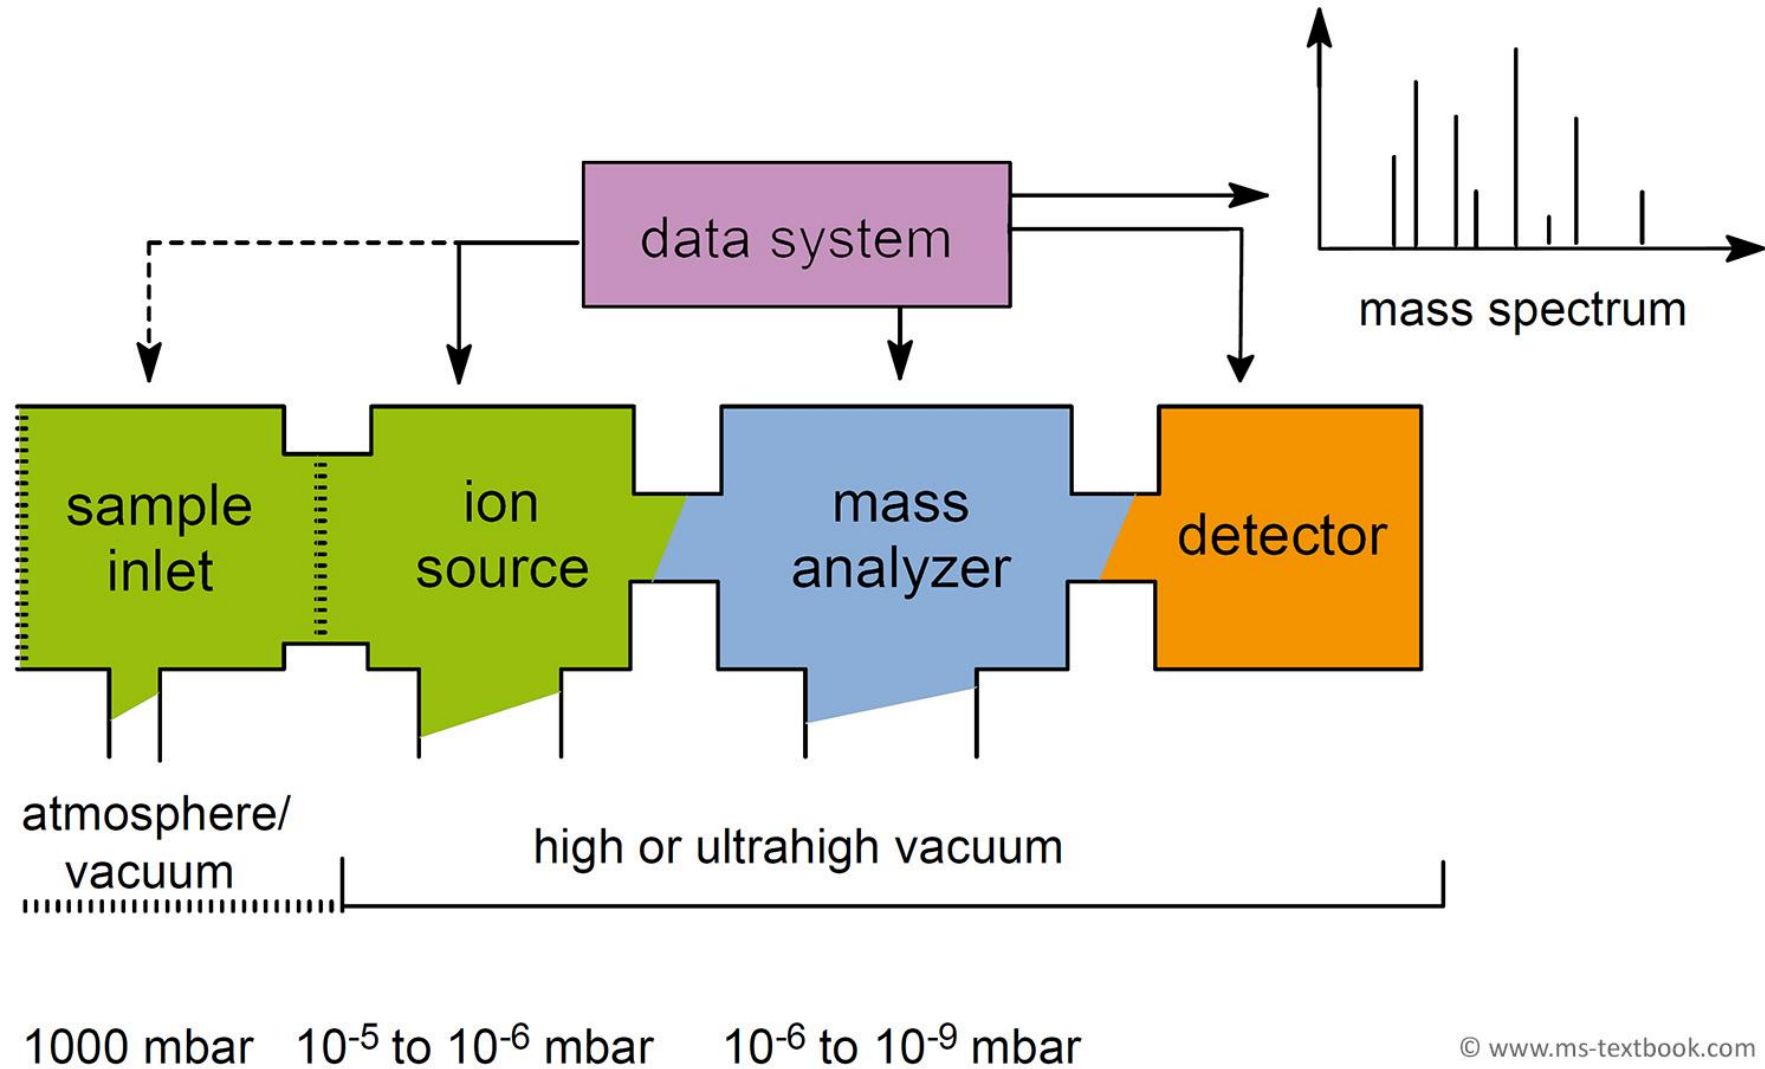 data system
mass spectrum
sample
inlet
ion
source
mass
analyzer
detector
atmosphere/
vacuum
high or ultrahigh vacuum
1000 mbar
10⁻⁵ to 10⁻⁶ mbar
10⁻⁶ to 10⁻⁹ mbar
© www.ms-textbook.com